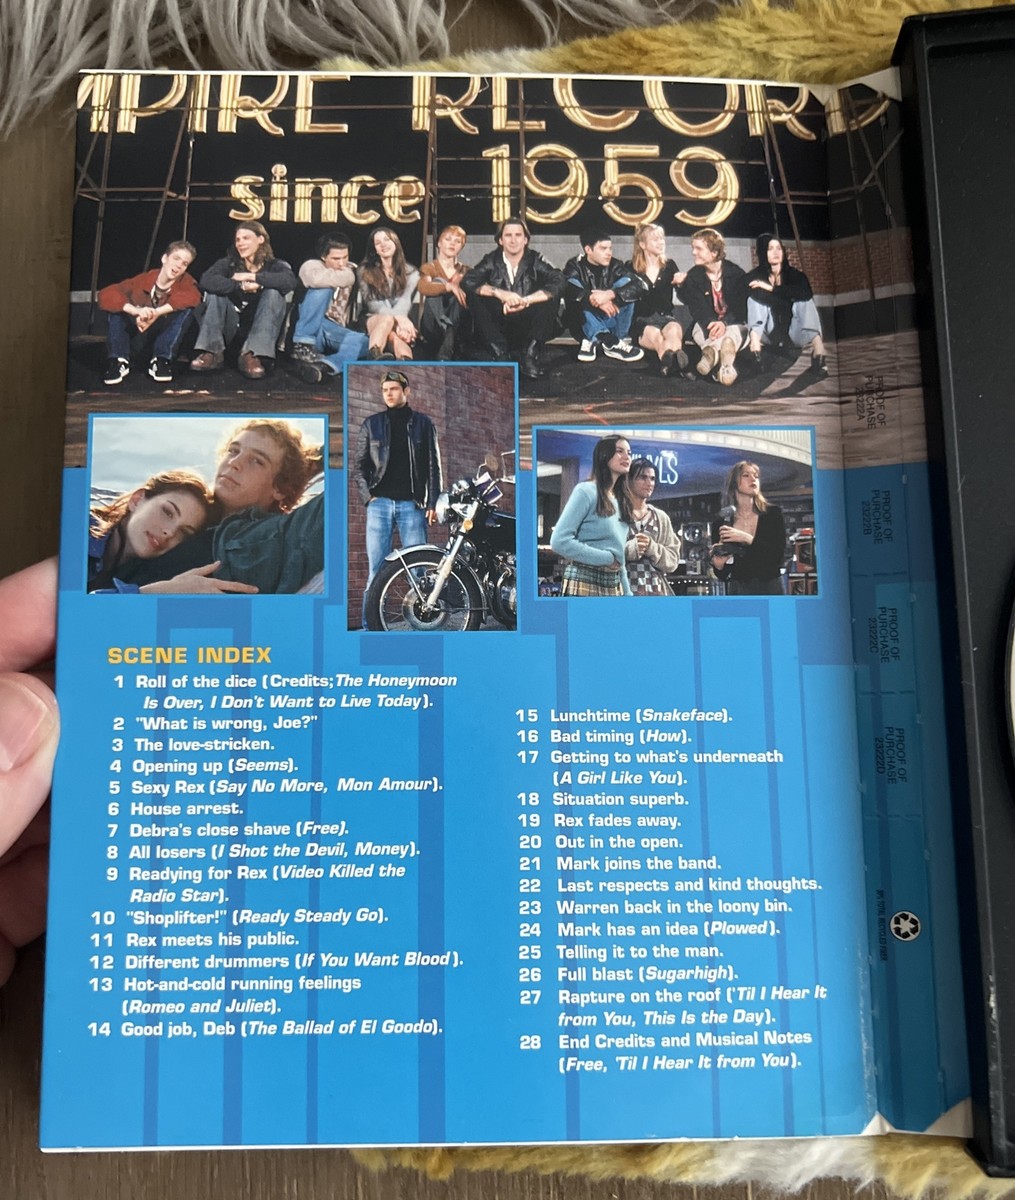 MPIRE RECORD
since 1959
VINYLS
SCENE INDEX
1 Roll of the dice (Credits; The Honeymoon
Is Over, I Don't Want to Live Today).
2 "What is wrong, Joe?"
3 The love-stricken.
4 Opening up (Seems).
5 Sexy Rex (Say No More, Mon Amour).
6 House arrest.
7 Debra's close shave (Free).
8 All losers (I Shot the Devil, Money).
9 Readying for Rex (Video Killed the
Radio Star).
10 "Shoplifter!" (Ready Steady Go).
11 Rex meets his public.
12 Different drummers (If You Want Blood).
13 Hot-and-cold running feelings
(Romeo and Juliet).
14 Good job, Deb (The Ballad of El Goodo).
15 Lunchtime (Snakeface).
16 Bad timing (How).
17 Getting to what's underneath
(A Girl Like You).
18 Situation superb.
19 Rex fades away.
20 Out in the open.
21 Mark joins the band.
22 Last respects and kind thoughts.
23 Warren back in the loony bin.
24 Mark has an idea (Plowed).
25 Telling it to the man.
26 Full blast (Sugarhigh).
27 Rapture on the roof ('Til I Hear It
from You, This Is the Day).
28 End Credits and Musical Notes
(Free, 'Til I Hear It from You).
PROOF OF
PURCHASE
23222A
PROOF OF
PURCHASE
23222B
PROOF OF
PURCHASE
23222C
PROOF OF
PURCHASE
23222D